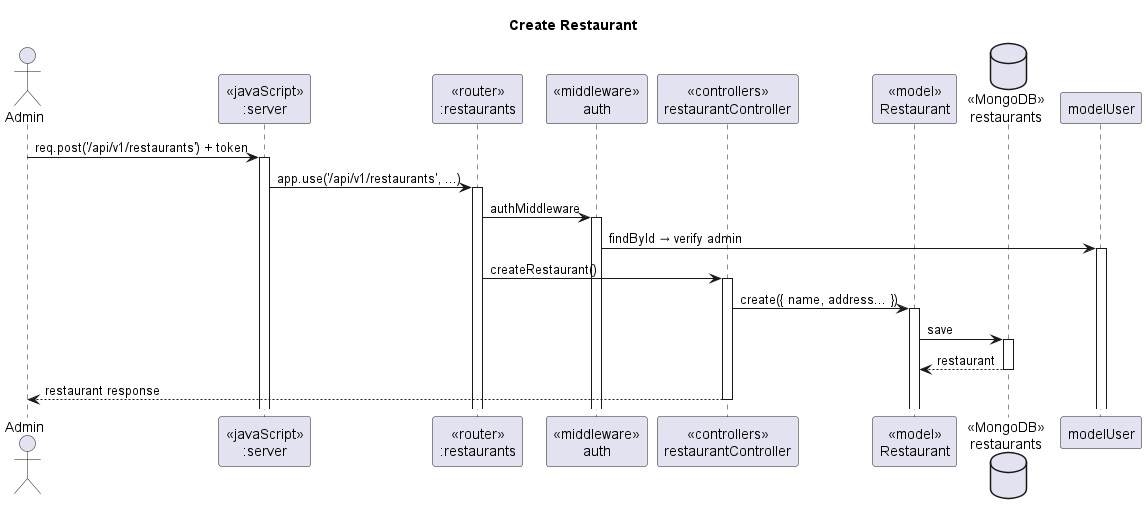 Create Restaurant
Admin
«javaScript»
:server
«router»
:restaurants
«middleware»
auth
«controllers»
restaurantController
«model»
Restaurant
«MongoDB»
restaurants
modelUser
req.post('/api/v1/restaurants') + token
app.use('/api/v1/restaurants', ...)
authMiddleware
findById → verify admin
createRestaurant()
create({ name, address... })
save
restaurant
restaurant response
Admin
«javaScript»
:server
«router»
:restaurants
«middleware»
auth
«controllers»
restaurantController
«model»
Restaurant
«MongoDB»
restaurants
modelUser